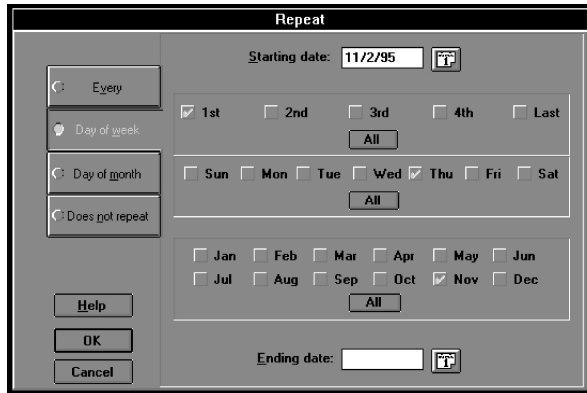 Repeat
Starting date: 11/2/95
Every
Day of week
Day of month
Does not repeat
1st 2nd 3rd 4th Last
All
Sun Mon Tue Wed Thu Fri Sat
All
Jan Feb Mar Apr May Jun
Jul Aug Sep Oct Nov Dec
All
Help
OK
Cancel
Ending date: